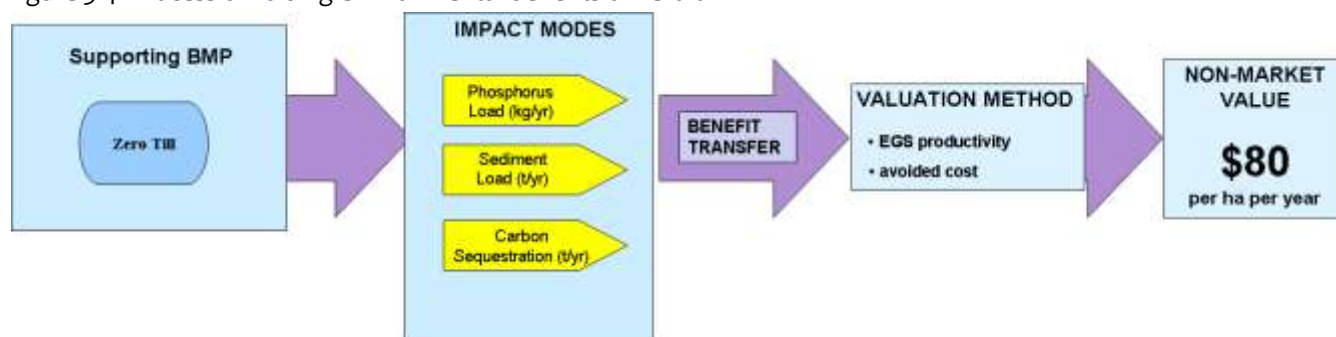 Supporting BMP
Zero Till
IMPACT MODES
Phosphorus
Load (kg/yr)
Sediment
Load (t/yr)
Carbon
Sequestration (t/yr)
BENEFIT
TRANSFER
VALUATION METHOD
• EGS productivity
• avoided cost
NON-MARKET
VALUE
$80
per ha per year